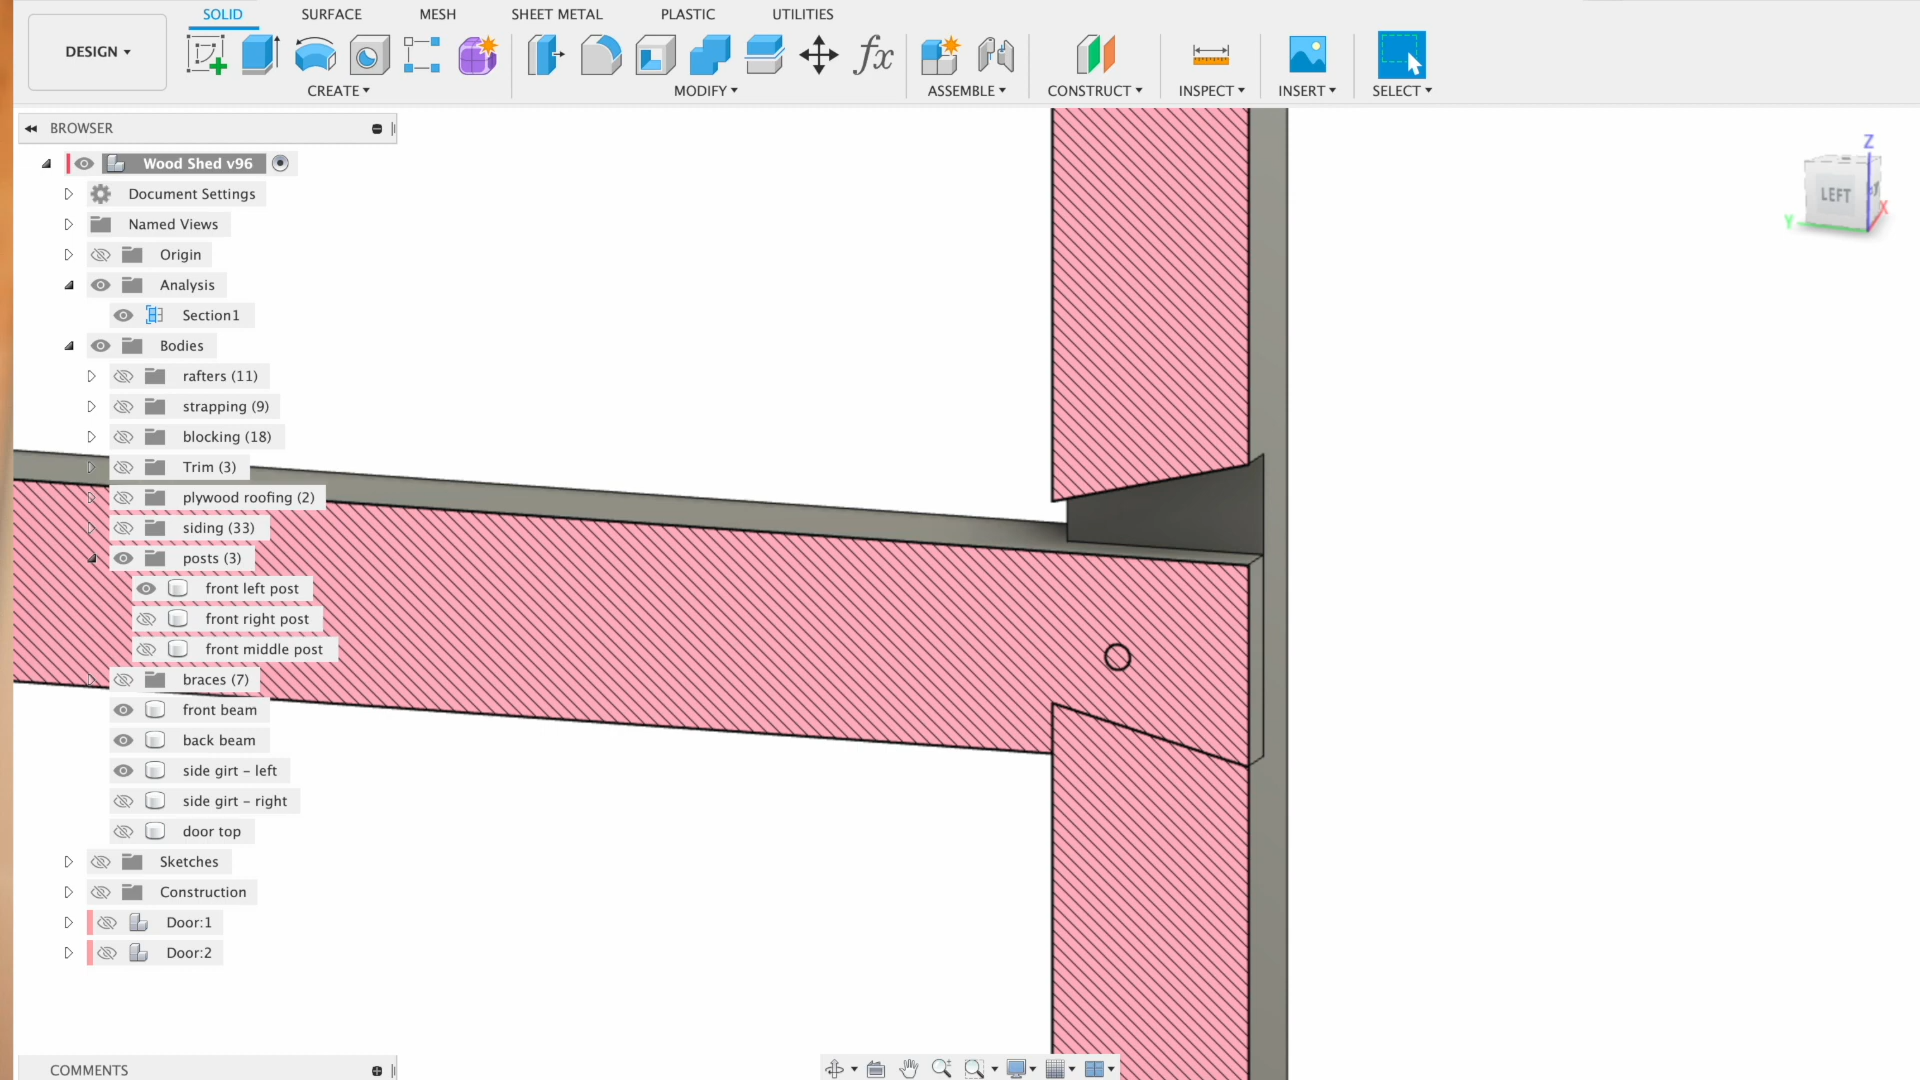 SOLID SURFACE MESH SHEET METAL PLASTIC UTILITIES
DESIGN
fx
CREATE MODIFY ASSEMBLE CONSTRUCT INSPECT INSERT SELECT
BROWSER
Wood Shed v96
Document Settings
Named Views
Origin
Analysis
Section1
Bodies
rafters (11)
strapping (9)
blocking (18)
Trim (3)
plywood roofing (2)
siding (33)
posts (3)
front left post
front right post
front middle post
braces (7)
front beam
back beam
side girt - left
side girt - right
door top
Sketches
Construction
Door:1
Door:2
COMMENTS
Z
LEFT
Y
X